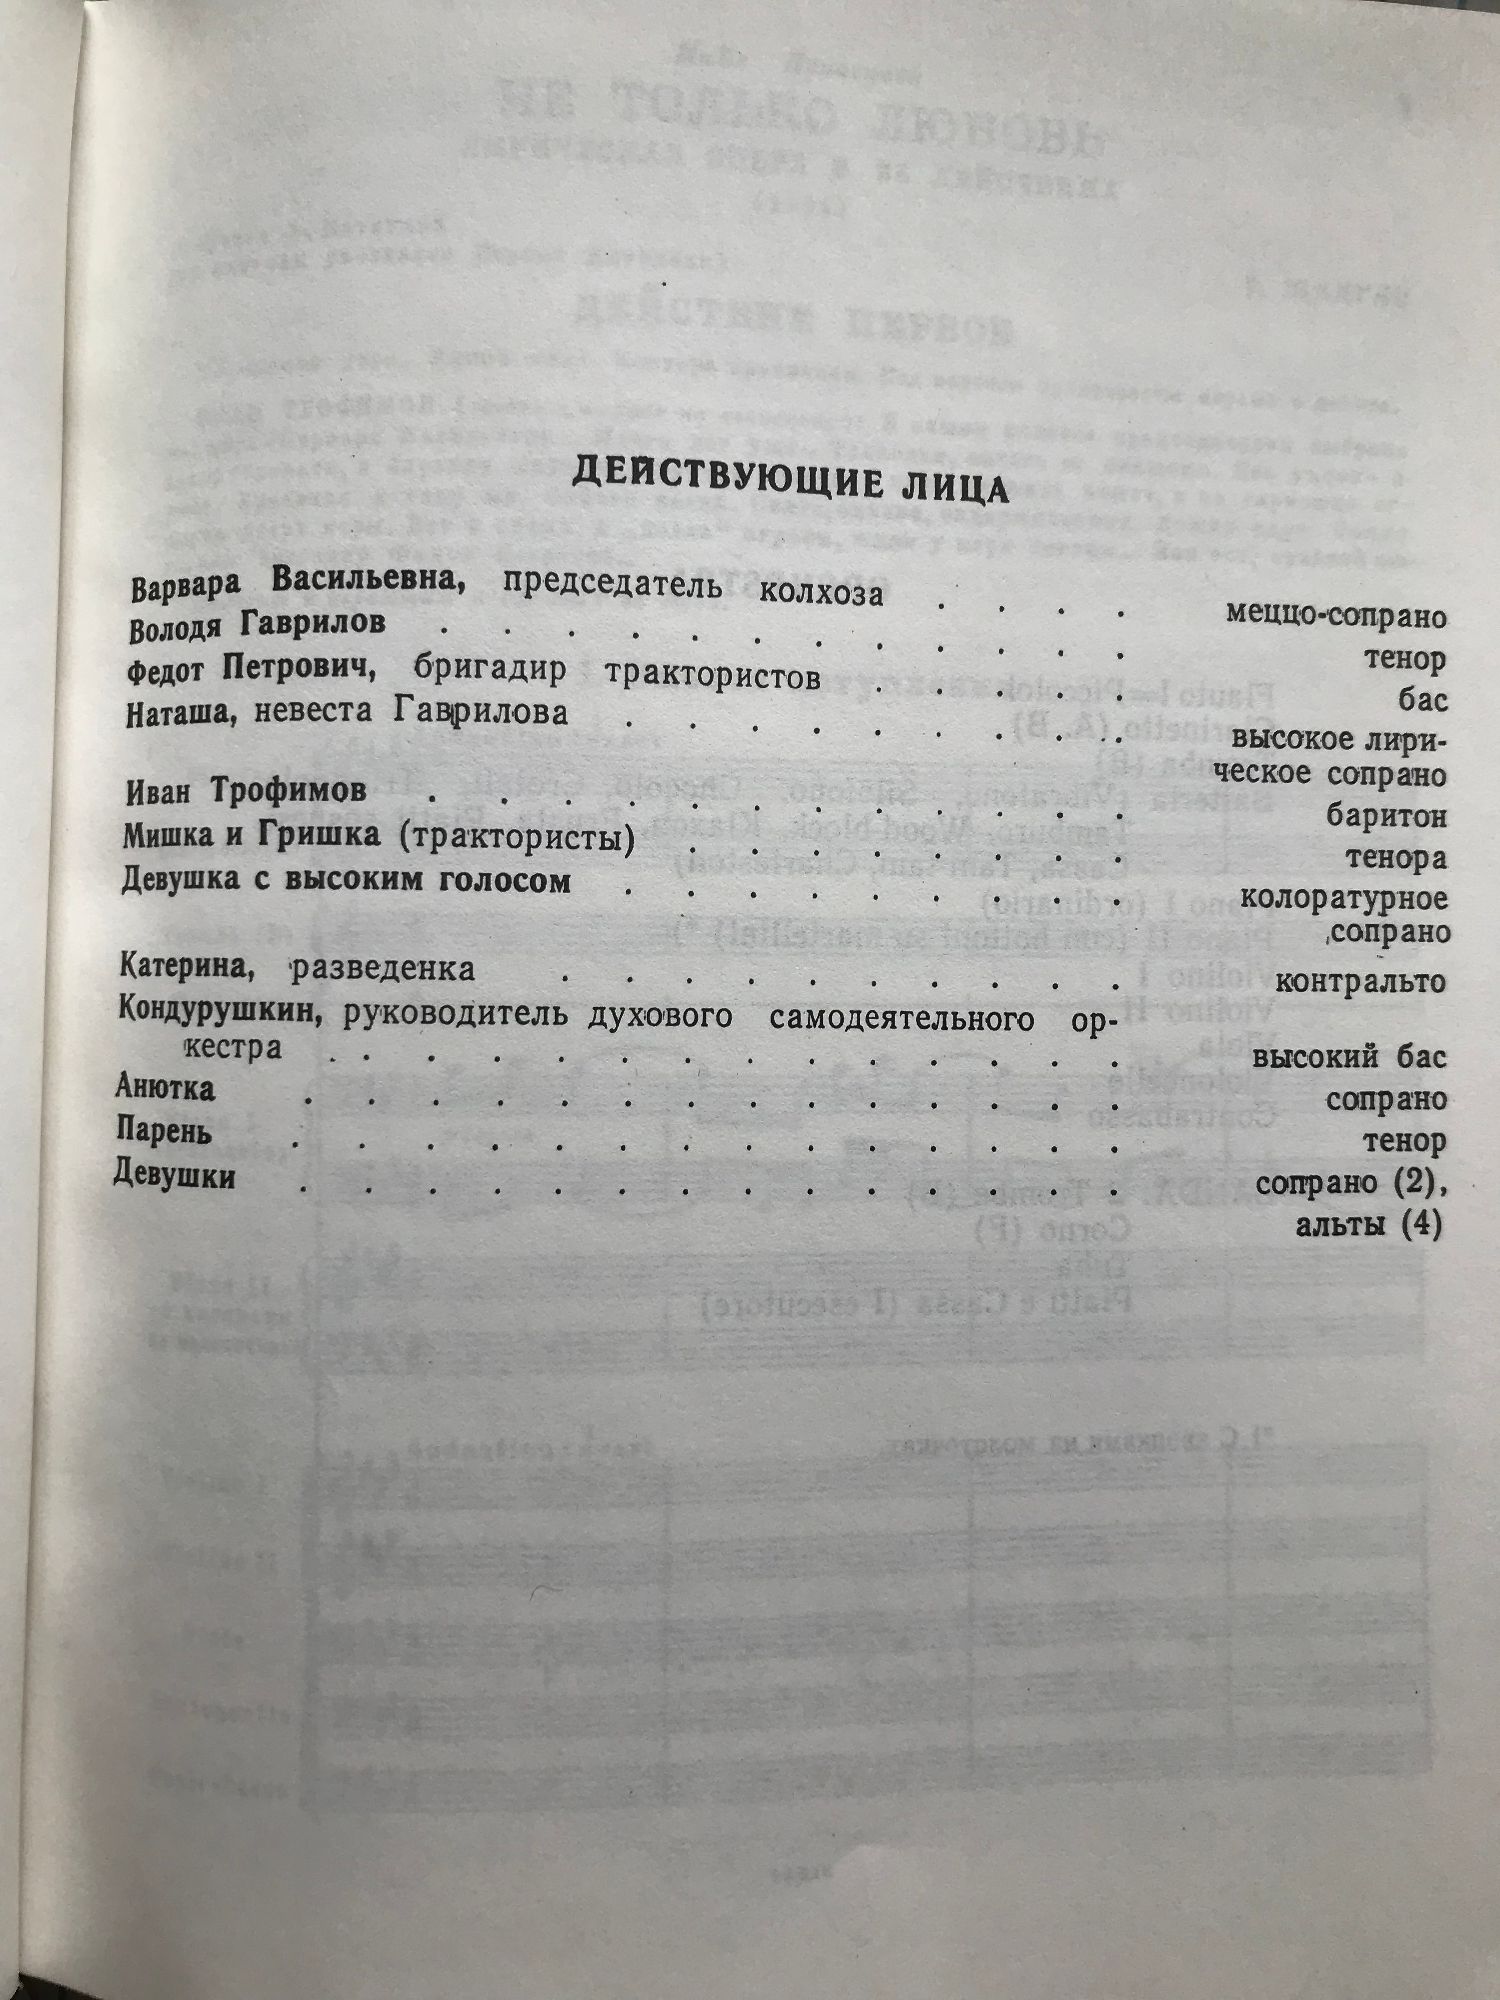 ДЕЙСТВУЮЩИЕ ЛИЦА
Варвара Васильевна, председатель колхоза . . . . меццо-сопрано
Володя Гаврилов . . . . . . . . . . . тенор
Федот Петрович, бригадир трактористов . . . . . бас
Наташа, невеста Гаврилова . . . . . . . . . высокое лири-
ческое сопрано
Иван Трофимов . . . . . . . . . . . . баритон
Мишка и Гришка (трактористы) . . . . . . . . тенора
Девушка с высоким голосом . . . . . . . . . колоратурное
сопрано
Катерина, разведенка . . . . . . . . . . контральто
Кондурушкин, руководитель духового самодеятельного ор-
кестра . . . . . . . . . . . . . . высокий бас
Анютка . . . . . . . . . . . . . . сопрано
Парень . . . . . . . . . . . . . . тенор
Девушки . . . . . . . . . . . . . . сопрано (2),
альты (4)